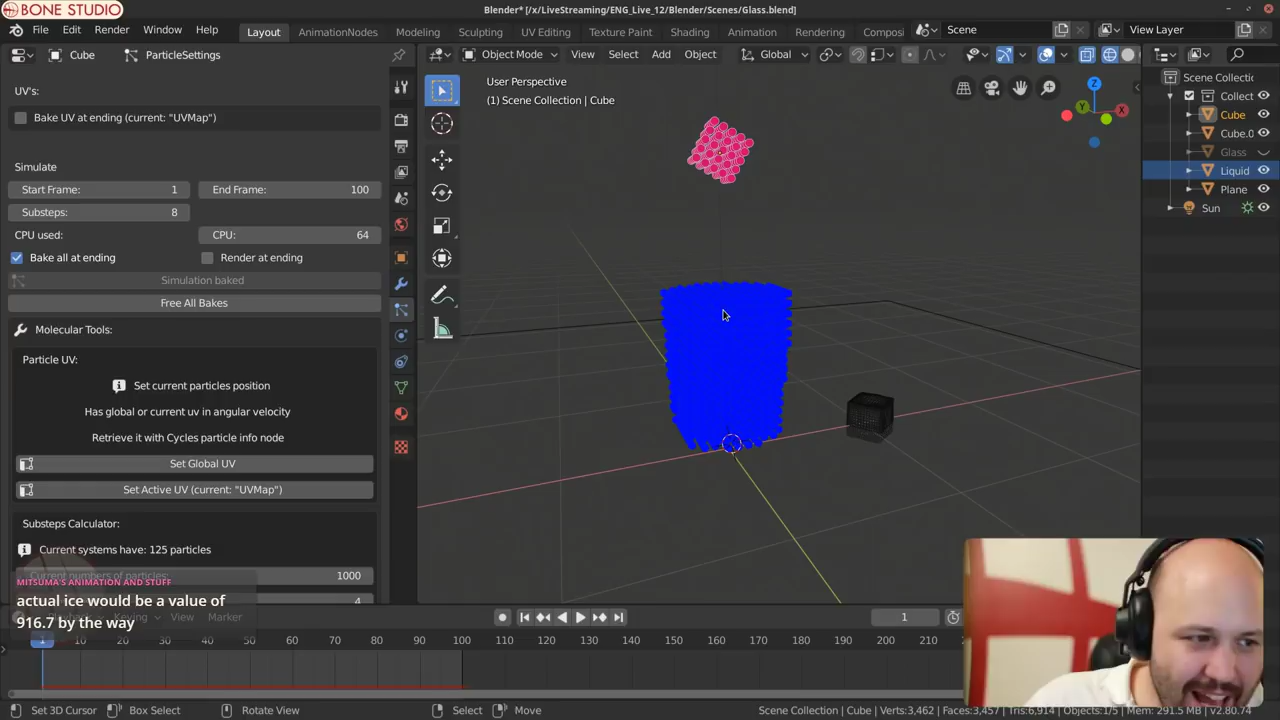 BONE STUDIO
Blender* [/x/LiveStreaming/ENG_Live_12/Blender/Scenes/Glass.blend]
File Edit Render Window Help
Layout AnimationNodes Modeling Sculpting UV Editing Texture Paint Shading Animation Rendering Composi
Scene
View Layer
Cube
ParticleSettings
Object Mode
View Select Add Object
Global
UV's:
Bake UV at ending (current: "UVMap")
Simulate
Start Frame: 1
End Frame: 100
Substeps: 8
CPU used:
CPU: 64
Bake all at ending
Render at ending
Simulation baked
Free All Bakes
Molecular Tools:
Particle UV:
Set current particles position
Has global or current uv in angular velocity
Retrieve it with Cycles particle info node
Set Global UV
Set Active UV (current: "UVMap")
Substeps Calculator:
Current systems have: 125 particles
Current numbers of particles: 1000
4
MITSUMA'S ANIMATION AND STUFF
actual ice would be a value of
916.7 by the way
User Perspective
(1) Scene Collection | Cube
Z
X
Y
Scene Collectic
Collect
Cube
Cube.0
Glass
Liquid
Plane
Sun
Keying View Marker
1
1 10 20 30 40 50 60 70 80 90 100 110 120 130 140 150 160 170 180 190 200 210
Set 3D Cursor
Box Select
Rotate View
Select
Move
Scene Collection | Cube | Verts:3,462 | Faces:3,457 | Tris:6,914 | Objects:1/5 | Mem: 291.5 MB | v2.80.74